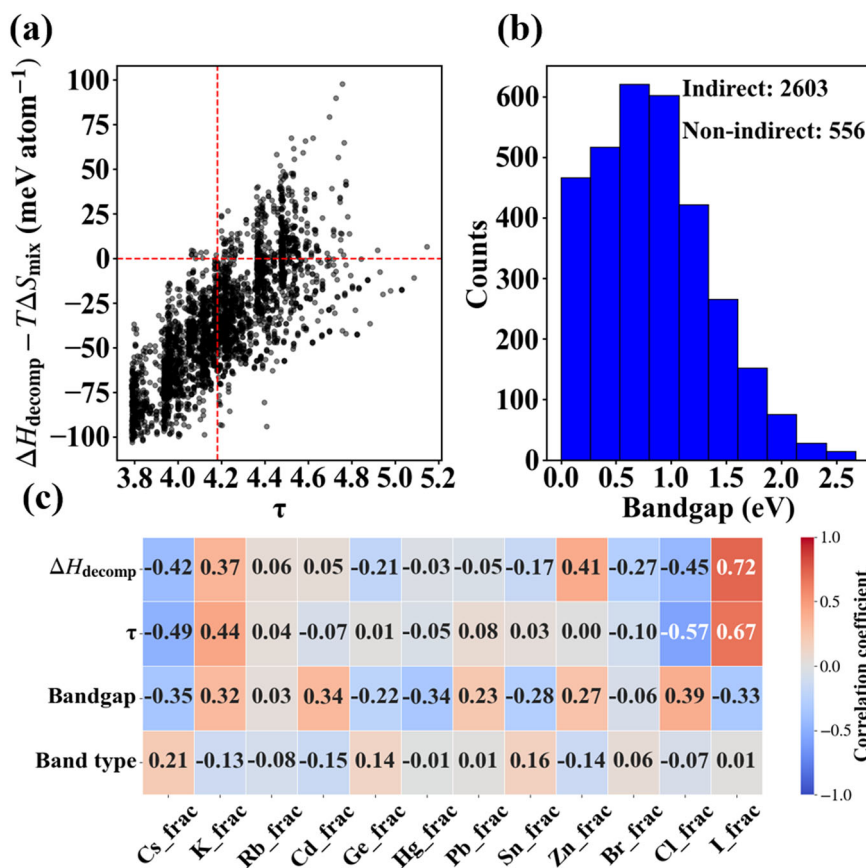 (a)
ΔH_decomp − TΔS_mix (meV atom⁻¹)
100
75
50
25
0
−25
−50
−75
−100
3.8 4.0 4.2 4.4 4.6 4.8 5.0 5.2
τ
(b)
Indirect: 2603
Non-indirect: 556
Counts
600
500
400
300
200
100
0
0.0 0.5 1.0 1.5 2.0 2.5
Bandgap (eV)
(c)
ΔH_decomp -0.42 0.37 0.06 0.05 -0.21 -0.03 -0.05 -0.17 0.41 -0.27 -0.45 0.72
τ -0.49 0.44 0.04 -0.07 0.01 -0.05 0.08 0.03 0.00 -0.10 -0.57 0.67
Bandgap -0.35 0.32 0.03 0.34 -0.22 -0.34 0.23 -0.28 0.27 -0.06 0.39 -0.33
Band type 0.21 -0.13 -0.08 -0.15 0.14 -0.01 0.01 0.16 -0.14 0.06 -0.07 0.01
Cs_frac K_frac Rb_frac Cd_frac Ge_frac Hg_frac Pb_frac Sn_frac Zn_frac Br_frac Cl_frac I_frac
1.0
0.5
0.0
−0.5
−1.0
Correlation coefficient